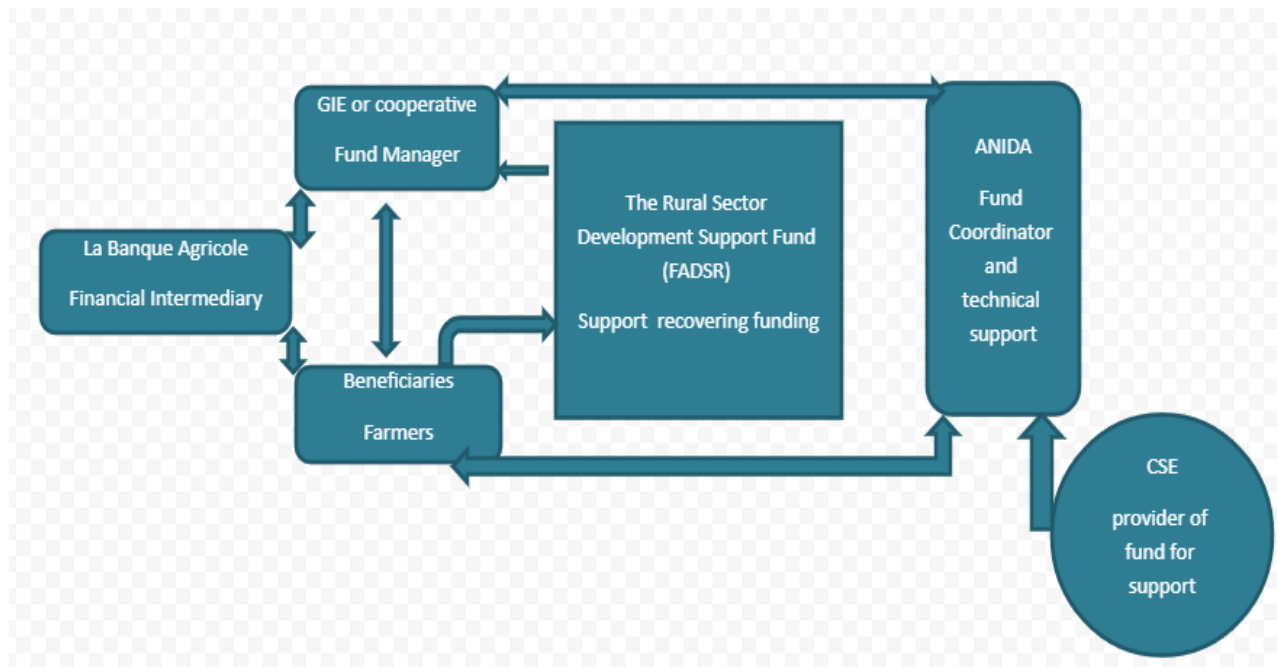 GIE or cooperative
Fund Manager
La Banque Agricole
Financial Intermediary
Beneficiaries
Farmers
The Rural Sector
Development Support Fund
(FADSR)
Support recovering funding
ANIDA
Fund
Coordinator
and
technical
support
CSE
provider of
fund for
support